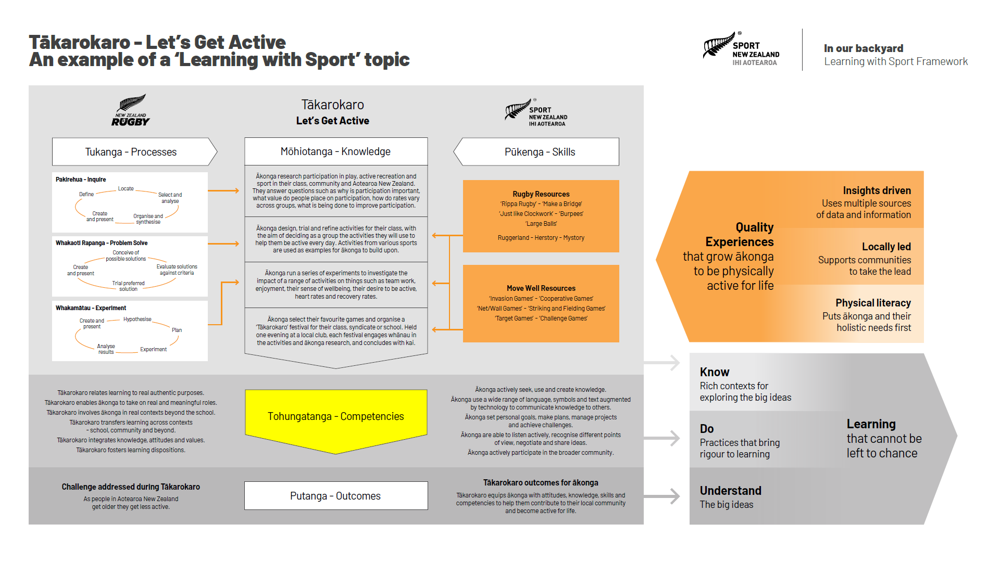 Tākarokaro - Let's Get Active
An example of a 'Learning with Sport' topic
SPORT
NEW ZEALAND
IHI AOTEAROA
In our backyard
Learning with Sport Framework
NEW ZEALAND
RUGBY
Tākarokaro
Let's Get Active
SPORT
NEW ZEALAND
IHI AOTEAROA
Tukanga - Processes
Pakirehua - Inquire
Locate
Define
Select and
analyse
Create
and present
Organise and
synthesise
Whakaoti Rapanga - Problem Solve
Conceive of
possible solutions
Create
and present
Evaluate solutions
against criteria
Trial preferred
solution
Whakamātau - Experiment
Create and
present
Hypothesise
Plan
Analyse
results
Experiment
Mōhiotanga - Knowledge
Ākonga research participation in play, active recreation and
sport in their class, community and Aotearoa New Zealand.
They answer questions such as why is participation important,
what value do people place on participation, how do rates vary
across groups, what is being done to improve participation.
Ākonga design, trial and refine activities for their class, with
the aim of deciding as a group the activities they will use to
help them be active every day. Activities from various sports
are used as examples for ākonga to build upon.
Ākonga run a series of experiments to investigate the
impact of a range of activities on things such as team work,
enjoyment, their sense of wellbeing, their desire to be active,
heart rates and recovery rates.
Ākonga select their favourite games and organise a
'Tākarokaro' festival for their class, syndicate or school. Held
one evening at a local club, each festival engages whānau in
the activities and ākonga research, and concludes with kai.
Pūkenga - Skills
Rugby Resources
'Rippa Rugby' - 'Make a Bridge'
'Just like Clockwork' - 'Burpees'
'Large Balls'
Ruggerland - Herstory - Mystory
Move Well Resources
'Invasion Games' - 'Cooperative Games'
'Net/Wall Games' - 'Striking and Fielding Games'
'Target Games' - 'Challenge Games'
Tākarokaro relates learning to real authentic purposes.
Tākarokaro enables ākonga to take on real and meaningful roles.
Tākarokaro involves ākonga in real contexts beyond the school.
Tākarokaro transfers learning across contexts
- school, community and beyond.
Tākarokaro integrates knowledge, attitudes and values.
Tākarokaro fosters learning dispositions.
Tohungatanga - Competencies
Ākonga actively seek, use and create knowledge.
Ākonga use a wide range of language, symbols and text augmented
by technology to communicate knowledge to others.
Ākonga set personal goals, make plans, manage projects
and achieve challenges.
Ākonga are able to listen actively, recognise different points
of view, negotiate and share ideas.
Ākonga actively participate in the broader community.
Challenge addressed during Tākarokaro
As people in Aotearoa New Zealand
get older they get less active.
Putanga - Outcomes
Tākarokaro outcomes for ākonga
Tākarokaro equips ākonga with attitudes, knowledge, skills and
competencies to help them contribute to their local community
and become active for life.
Quality
Experiences
that grow ākonga
to be physically
active for life
Insights driven
Uses multiple sources
of data and information
Locally led
Supports communities
to take the lead
Physical literacy
Puts ākonga and their
holistic needs first
Know
Rich contexts for
exploring the big ideas
Do
Practices that bring
rigour to learning
Understand
The big ideas
Learning
that cannot be
left to chance